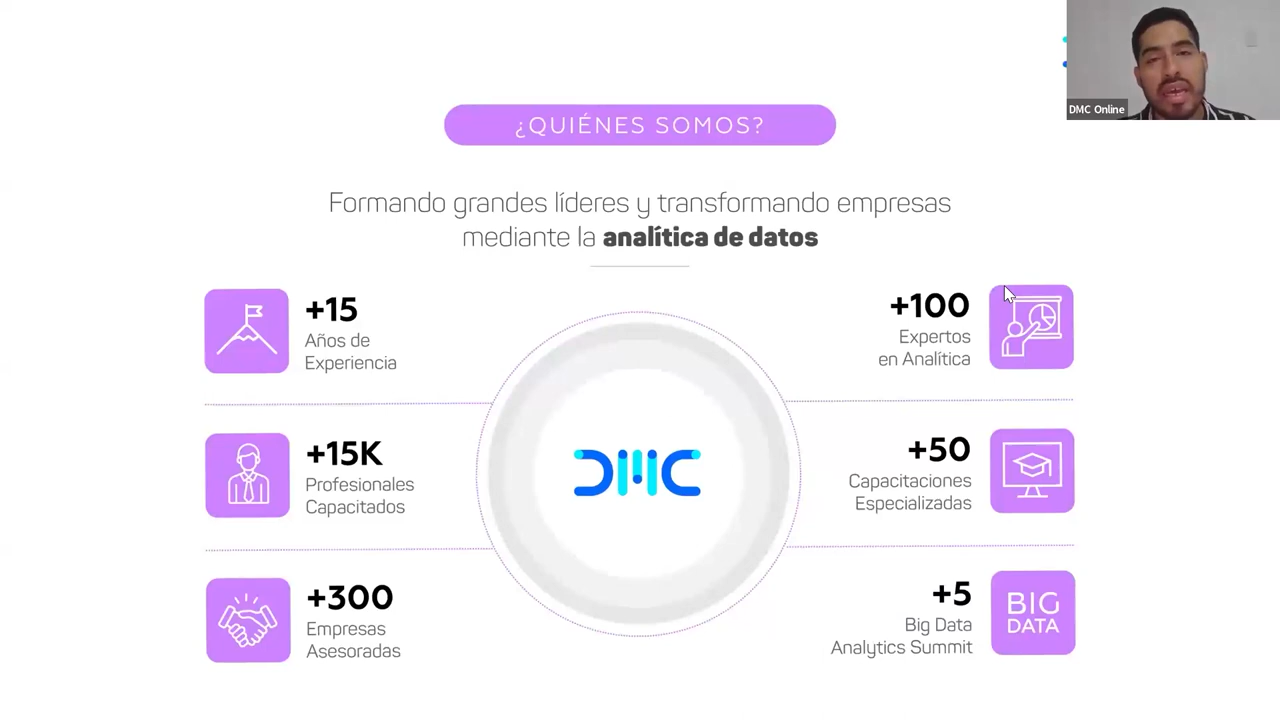 DMC Online
¿QUIÉNES SOMOS?
Formando grandes líderes y transformando empresas
mediante la analítica de datos
+15
Años de
Experiencia
+15K
Profesionales
Capacitados
+300
Empresas
Asesoradas
DMC
+100
Expertos
en Analítica
+50
Capacitaciones
Especializadas
+5
Big Data
Analytics Summit
BIG
DATA